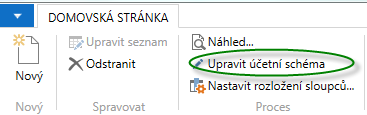 DOMOVSKÁ STRÁNKA
Nový
Upravit seznam
Odstranit
Náhled...
Upravit účetní schéma
Nastavit rozložení sloupců...
Nový
Spravovat
Proces